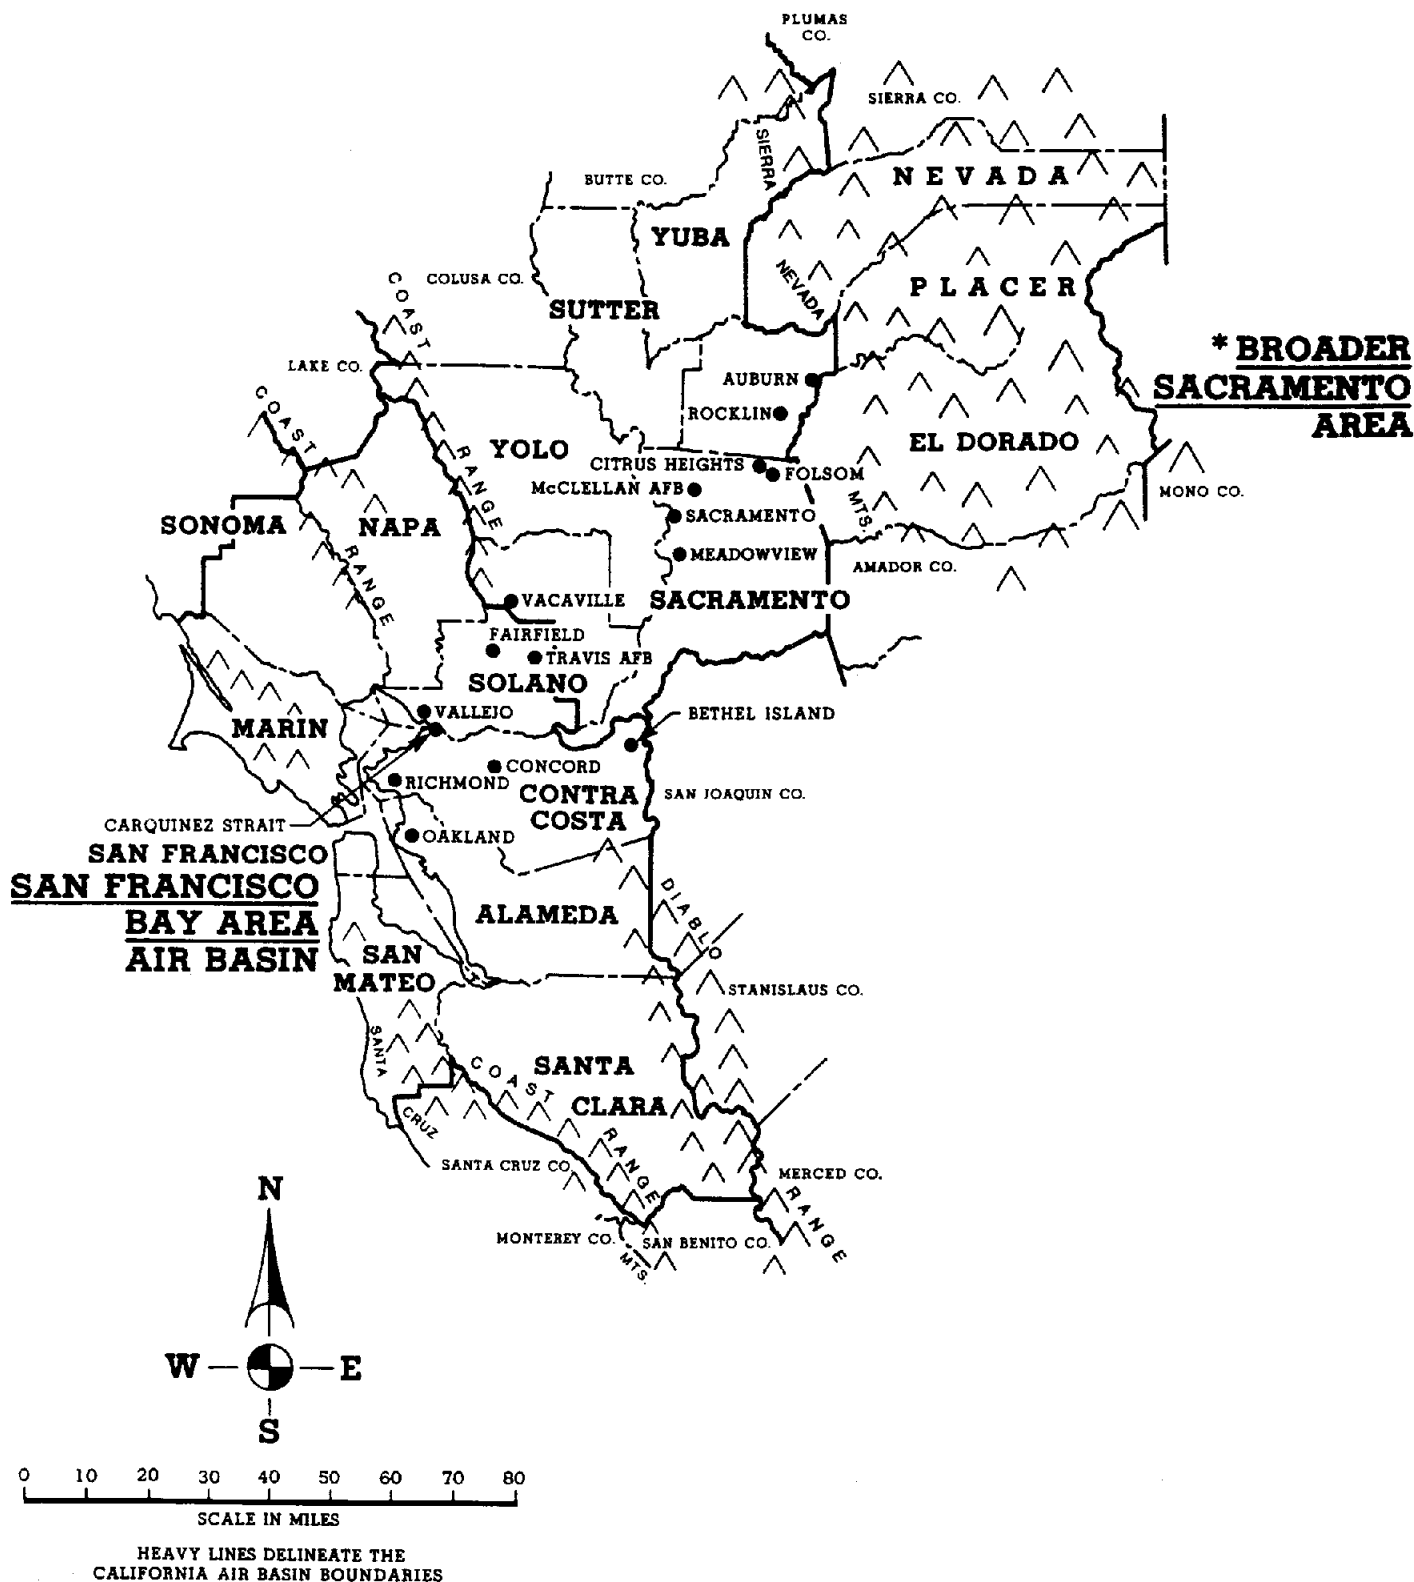 PLUMAS
CO.
SIERRA CO.
SIERRA
NEVADA
BUTTE CO.
YUBA
COLUSA CO.
COAST
NEVADA
PLACER
SUTTER
* BROADER
SACRAMENTO
AREA
LAKE CO.
AUBURN
COAST
ROCKLIN
YOLO
RANGE
EL DORADO
CITRUS HEIGHTS
FOLSOM
McCLELLAN AFB
MTS.
MONO CO.
SONOMA
NAPA
SACRAMENTO
RANGE
MEADOWVIEW
AMADOR CO.
VACAVILLE
SACRAMENTO
FAIRFIELD
TRAVIS AFB
SOLANO
VALLEJO
BETHEL ISLAND
MARIN
CONCORD
RICHMOND
CONTRA
COSTA
SAN JOAQUIN CO.
CARQUINEZ STRAIT
OAKLAND
SAN FRANCISCO
SAN FRANCISCO
BAY AREA
AIR BASIN
DIABLO
ALAMEDA
SAN
MATEO
STANISLAUS CO.
SANTA
COAST
SANTA
CLARA
CRUZ
RANGE
SANTA CRUZ CO.
MERCED CO.
RANGE
MONTEREY CO.
SAN BENITO CO.
MTS.
N
W E
S
0 10 20 30 40 50 60 70 80
SCALE IN MILES
HEAVY LINES DELINEATE THE
CALIFORNIA AIR BASIN BOUNDARIES